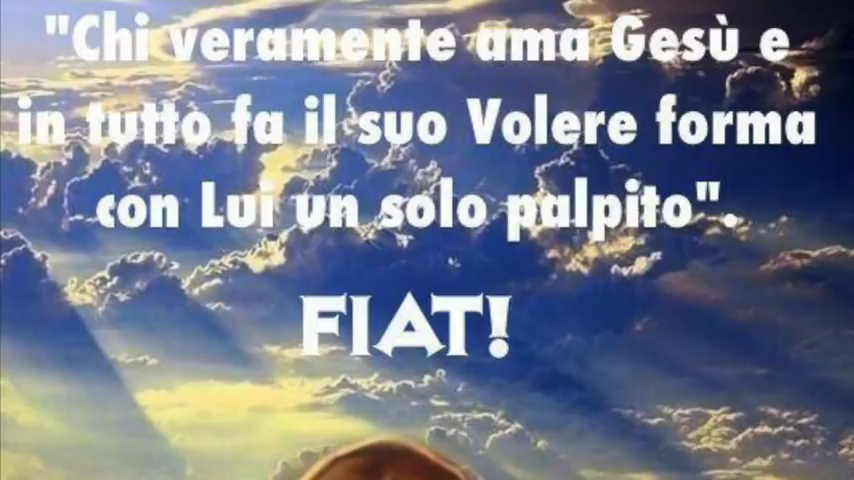 "Chi veramente ama Gesù e
in tutto fa il suo Volere forma
con Lui un solo palpito".
FIAT!